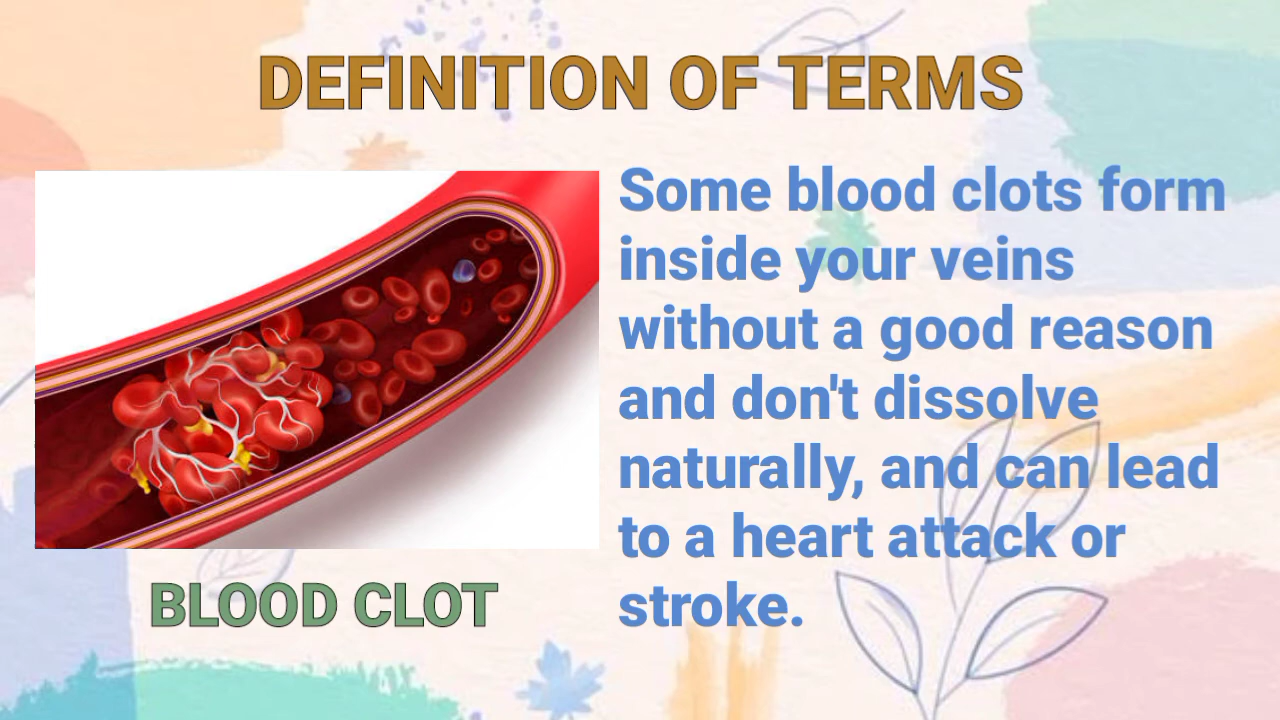 DEFINITION OF TERMS
Some blood clots form
inside your veins
without a good reason
and don't dissolve
naturally, and can lead
to a heart attack or
stroke.
BLOOD CLOT